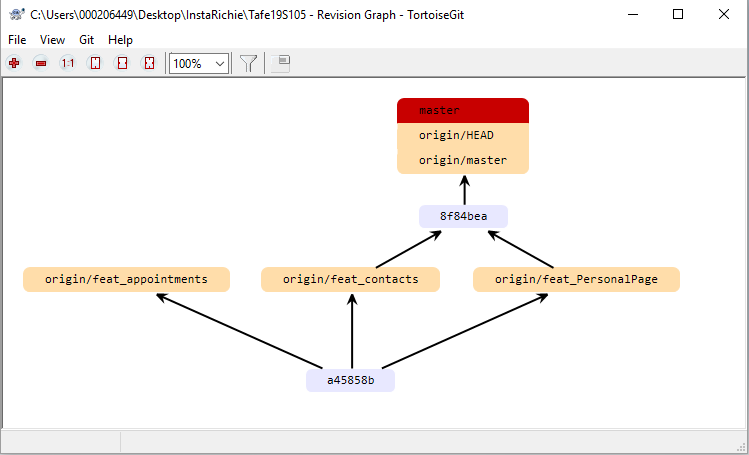 C:\Users\000206449\Desktop\InstaRichie\Tafe19S105 - Revision Graph - TortoiseGit
File View Git Help
1:1 100%
master
origin/HEAD
origin/master
8f84bea
origin/feat_appointments origin/feat_contacts origin/feat_PersonalPage
a45858b